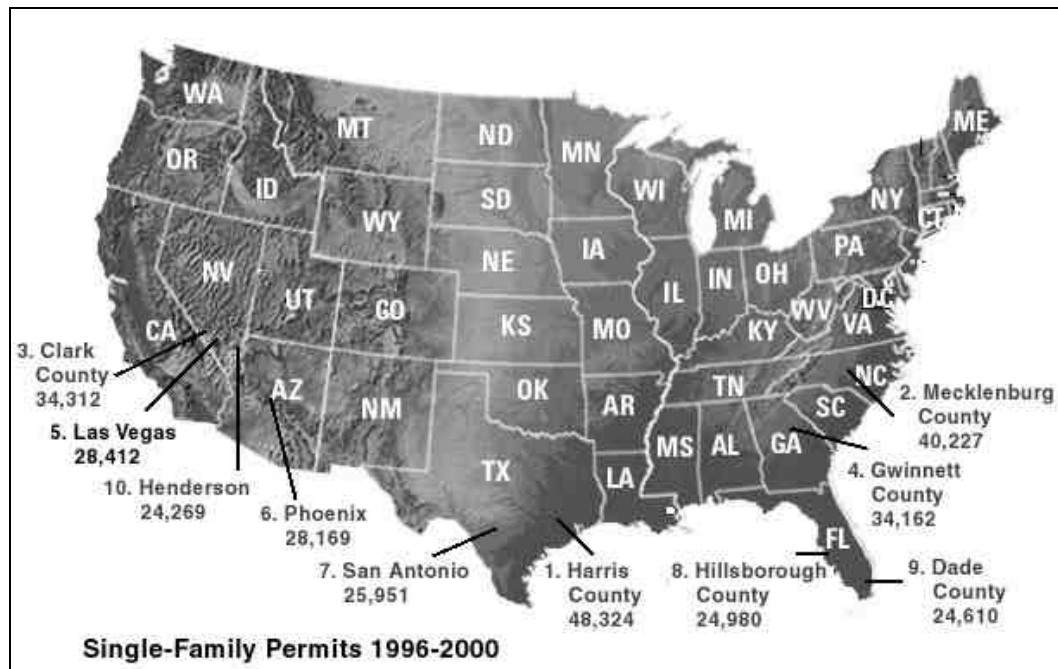 WA
MT
ND
MN
ME
OR
ID
SD
WI
NY
WY
MI
CT
NE
IA
PA
NV
IL
IN
OH
UT
CO
DC
WV
VA
CA
KS
MO
KY
3. Clark
County
34,312
AZ
NM
OK
AR
TN
NC
SC
2. Mecklenburg
County
40,227
5. Las Vegas
28,412
MS
AL
GA
TX
LA
4. Gwinnett
County
34,162
10. Henderson
24,269
6. Phoenix
28,169
FL
7. San Antonio
25,951
1. Harris
County
48,324
8. Hillsborough
County
24,980
9. Dade
County
24,610
Single-Family Permits 1996-2000